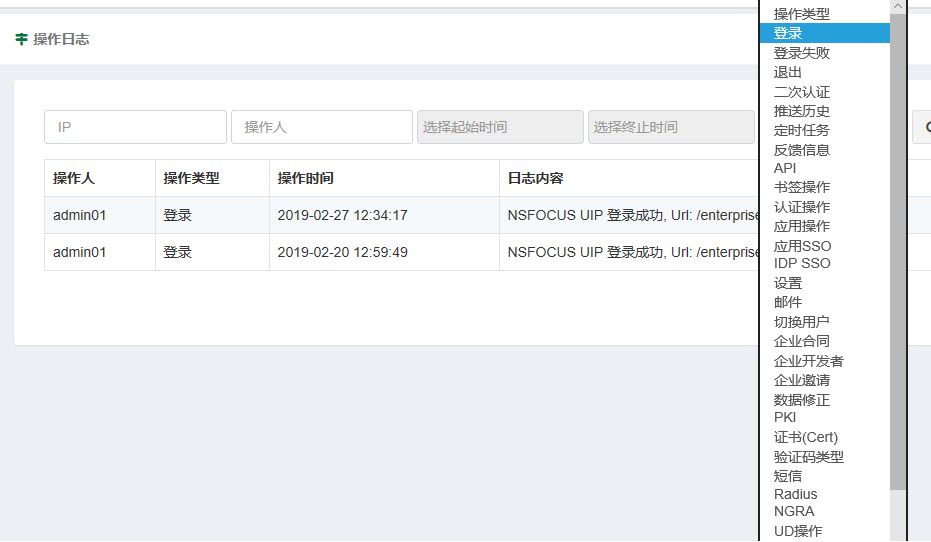 操作日志
IP 操作人 选择起始时间 选择终止时间
操作人 操作类型 操作时间 日志内容
admin01 登录 2019-02-27 12:34:17 NSFOCUS UIP 登录成功, Url: /enterprise
admin01 登录 2019-02-20 12:59:49 NSFOCUS UIP 登录成功, Url: /enterprise
操作类型
登录
登录失败
退出
二次认证
推送历史
定时任务
反馈信息
API
书签操作
认证操作
应用操作
应用SSO
IDP SSO
设置
邮件
切换用户
企业合同
企业开发者
企业邀请
数据修正
PKI
证书(Cert)
验证码类型
短信
Radius
NGRA
UD操作